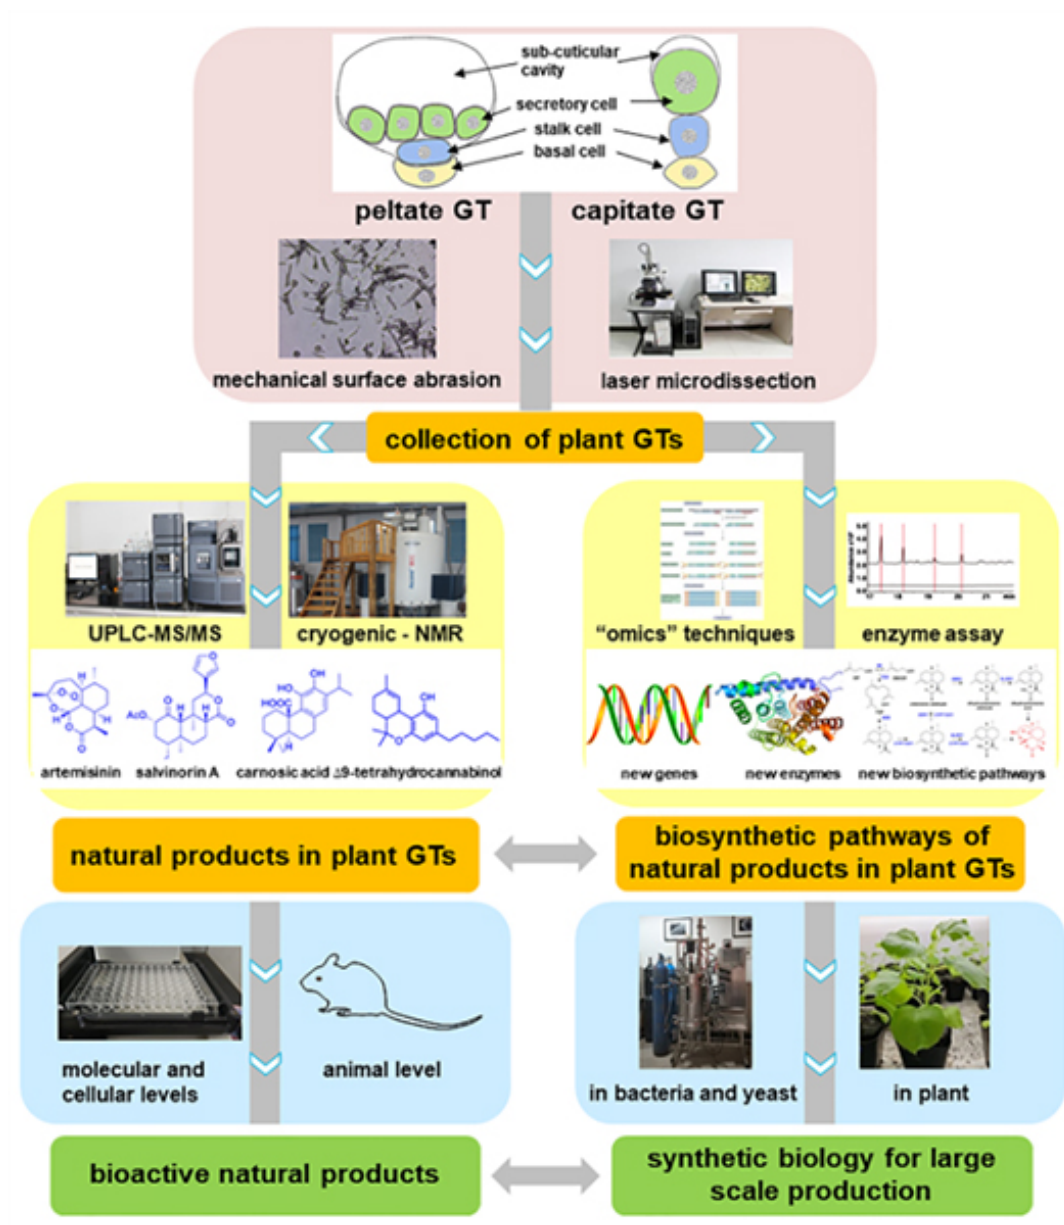 sub-cuticular
cavity
secretory cell
stalk cell
basal cell
peltate GT
capitate GT
mechanical surface abrasion
laser microdissection
collection of plant GTs
UPLC-MS/MS
cryogenic - NMR
“omics” techniques
enzyme assay
artemisinin
salvinorin A
carnosic acid
Δ9-tetrahydrocannabinol
new genes
new enzymes
new biosynthetic pathways
natural products in plant GTs
biosynthetic pathways of
natural products in plant GTs
molecular and
cellular levels
animal level
in bacteria and yeast
in plant
bioactive natural products
synthetic biology for large
scale production